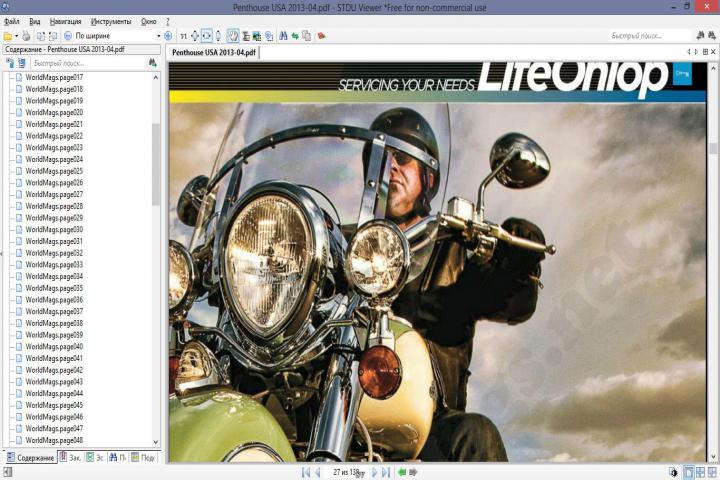 Penthouse USA 2013-04.pdf - STDU Viewer *Free for non-commercial use
Файл Вид Навигация Инструменты Окно ?
По ширине
Быстрый поиск...
Содержание - Penthouse USA 2013-04.pdf
Быстрый поиск...
Penthouse USA 2013-04.pdf
WorldMags.page017
WorldMags.page018
WorldMags.page019
WorldMags.page020
WorldMags.page021
WorldMags.page022
WorldMags.page023
WorldMags.page024
WorldMags.page025
WorldMags.page026
WorldMags.page027
WorldMags.page028
WorldMags.page029
WorldMags.page030
WorldMags.page031
WorldMags.page032
WorldMags.page033
WorldMags.page034
WorldMags.page035
WorldMags.page036
WorldMags.page037
WorldMags.page038
WorldMags.page039
WorldMags.page040
WorldMags.page041
WorldMags.page042
WorldMags.page043
WorldMags.page044
WorldMags.page045
WorldMags.page046
WorldMags.page047
WorldMags.page048
SERVICING YOUR NEEDS LifeOnTop
s.net
Содержание Зак. Эс П Под
27 из 138